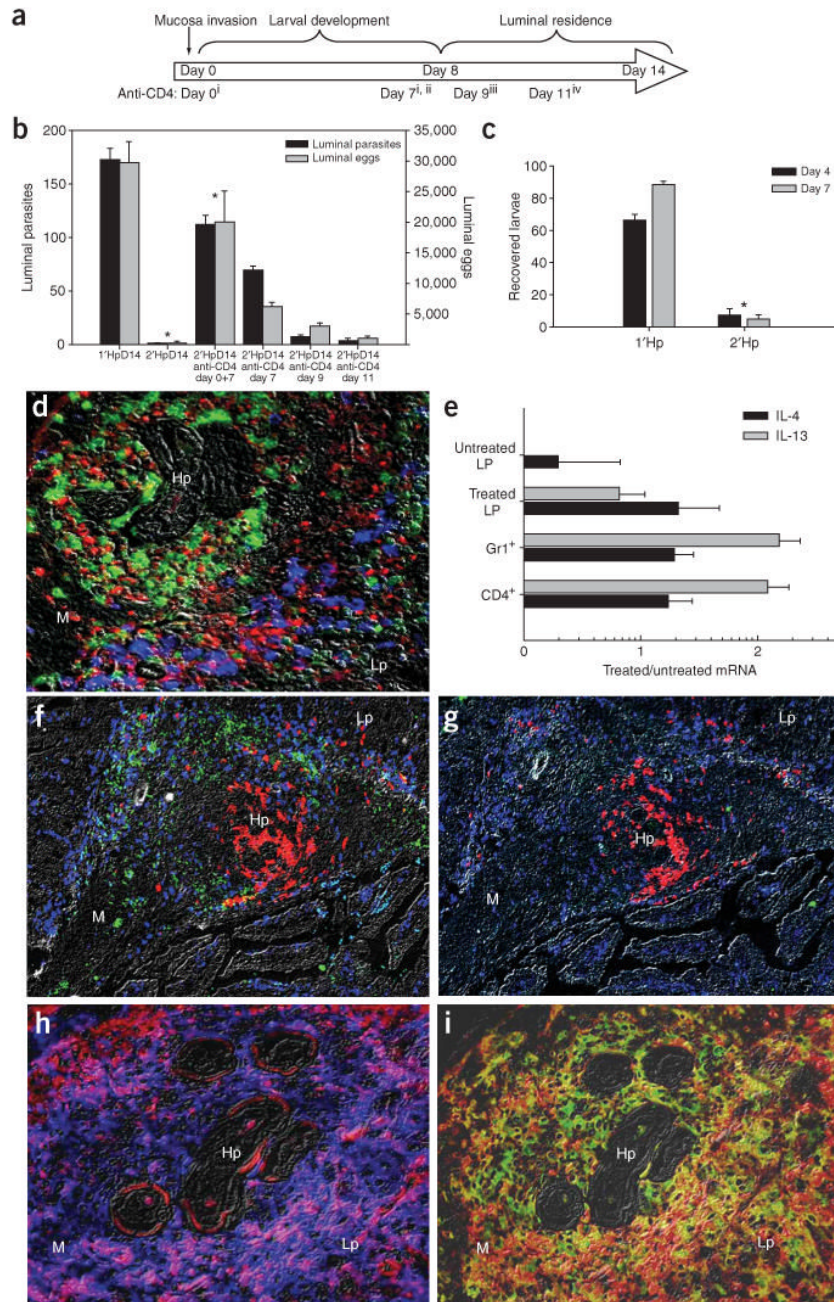 a
Mucosa invasion
Larval development
Luminal residence
Day 0
Day 8
Day 14
Anti-CD4: Day 0i
Day 7i, ii
Day 9iii
Day 11iv
b
200
150
100
50
0
Luminal parasites
Luminal parasites
Luminal eggs
35,000
30,000
25,000
20,000
15,000
10,000
5,000
Luminal eggs
*
*
1˚HpD14
2˚HpD14
2˚HpD14
anti-CD4
day 0+7
2˚HpD14
anti-CD4
day 7
2˚HpD14
anti-CD4
day 9
2˚HpD14
anti-CD4
day 11
c
100
80
60
40
20
0
Recovered larvae
Day 4
Day 7
*
1˚Hp
2˚Hp
d
Hp
M
Lp
e
IL-4
IL-13
Untreated
LP
Treated
LP
Gr1+
CD4+
0
1
2
Treated/untreated mRNA
f
Lp
Hp
M
g
Lp
Hp
M
h
Hp
M
Lp
i
Hp
M
Lp